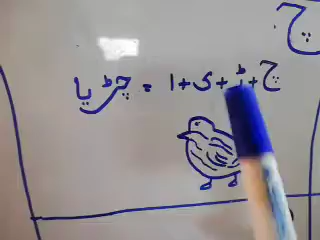 چ
چ + ڑ + ی + ا = چڑیا